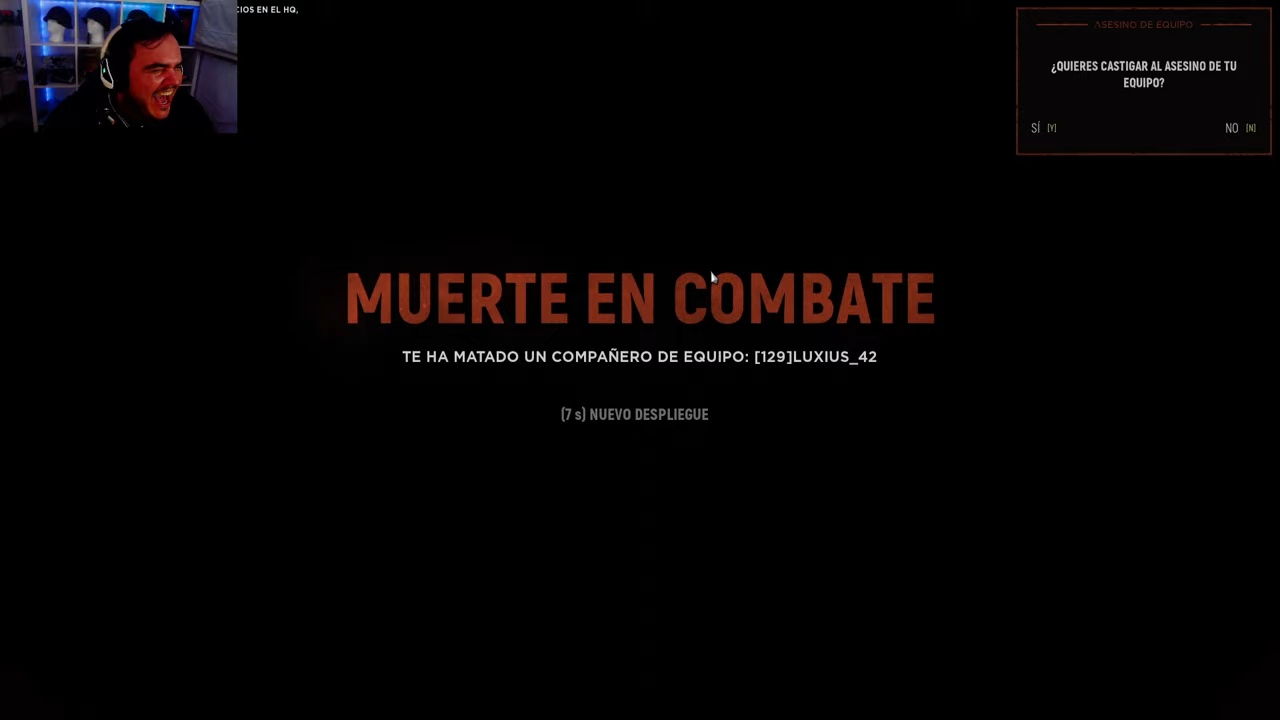 CIOS EN EL HQ,
ASESINO DE EQUIPO
¿QUIERES CASTIGAR AL ASESINO DE TU
EQUIPO?
SÍ [Y]
NO [N]
MUERTE EN COMBATE
TE HA MATADO UN COMPAÑERO DE EQUIPO: [129]LUXIUS_42
(7 s) NUEVO DESPLIEGUE